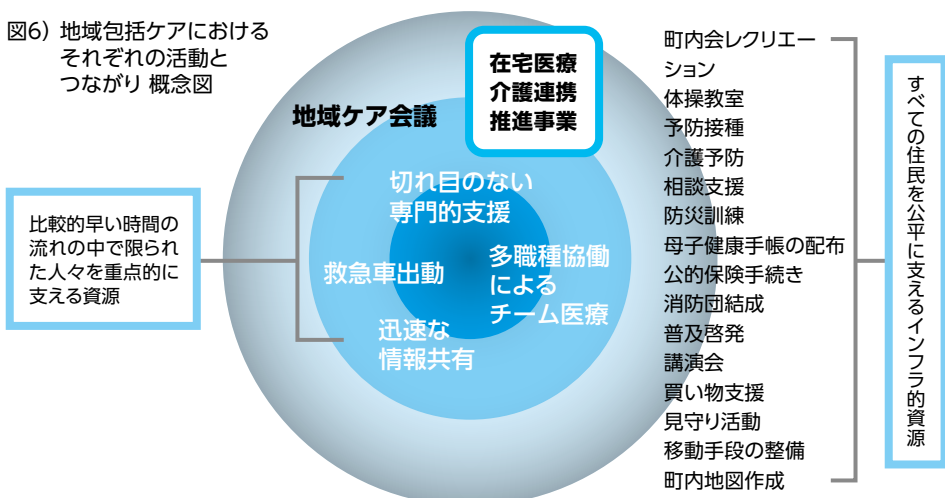 図6）地域包括ケアにおける
それぞれの活動と
つながり 概念図
在宅医療
介護連携
推進事業
地域ケア会議
切れ目のない
専門的支援
救急車出動
多職種協働
による
チーム医療
迅速な
情報共有
比較的早い時間の
流れの中で限られ
た人々を重点的に
支える資源
町内会レクリエー
ション
体操教室
予防接種
介護予防
相談支援
防災訓練
母子健康手帳の配布
公的保険手続き
消防団結成
普及啓発
講演会
買い物支援
見守り活動
移動手段の整備
町内地図作成
すべての住民を公平に支えるインフラ的資源